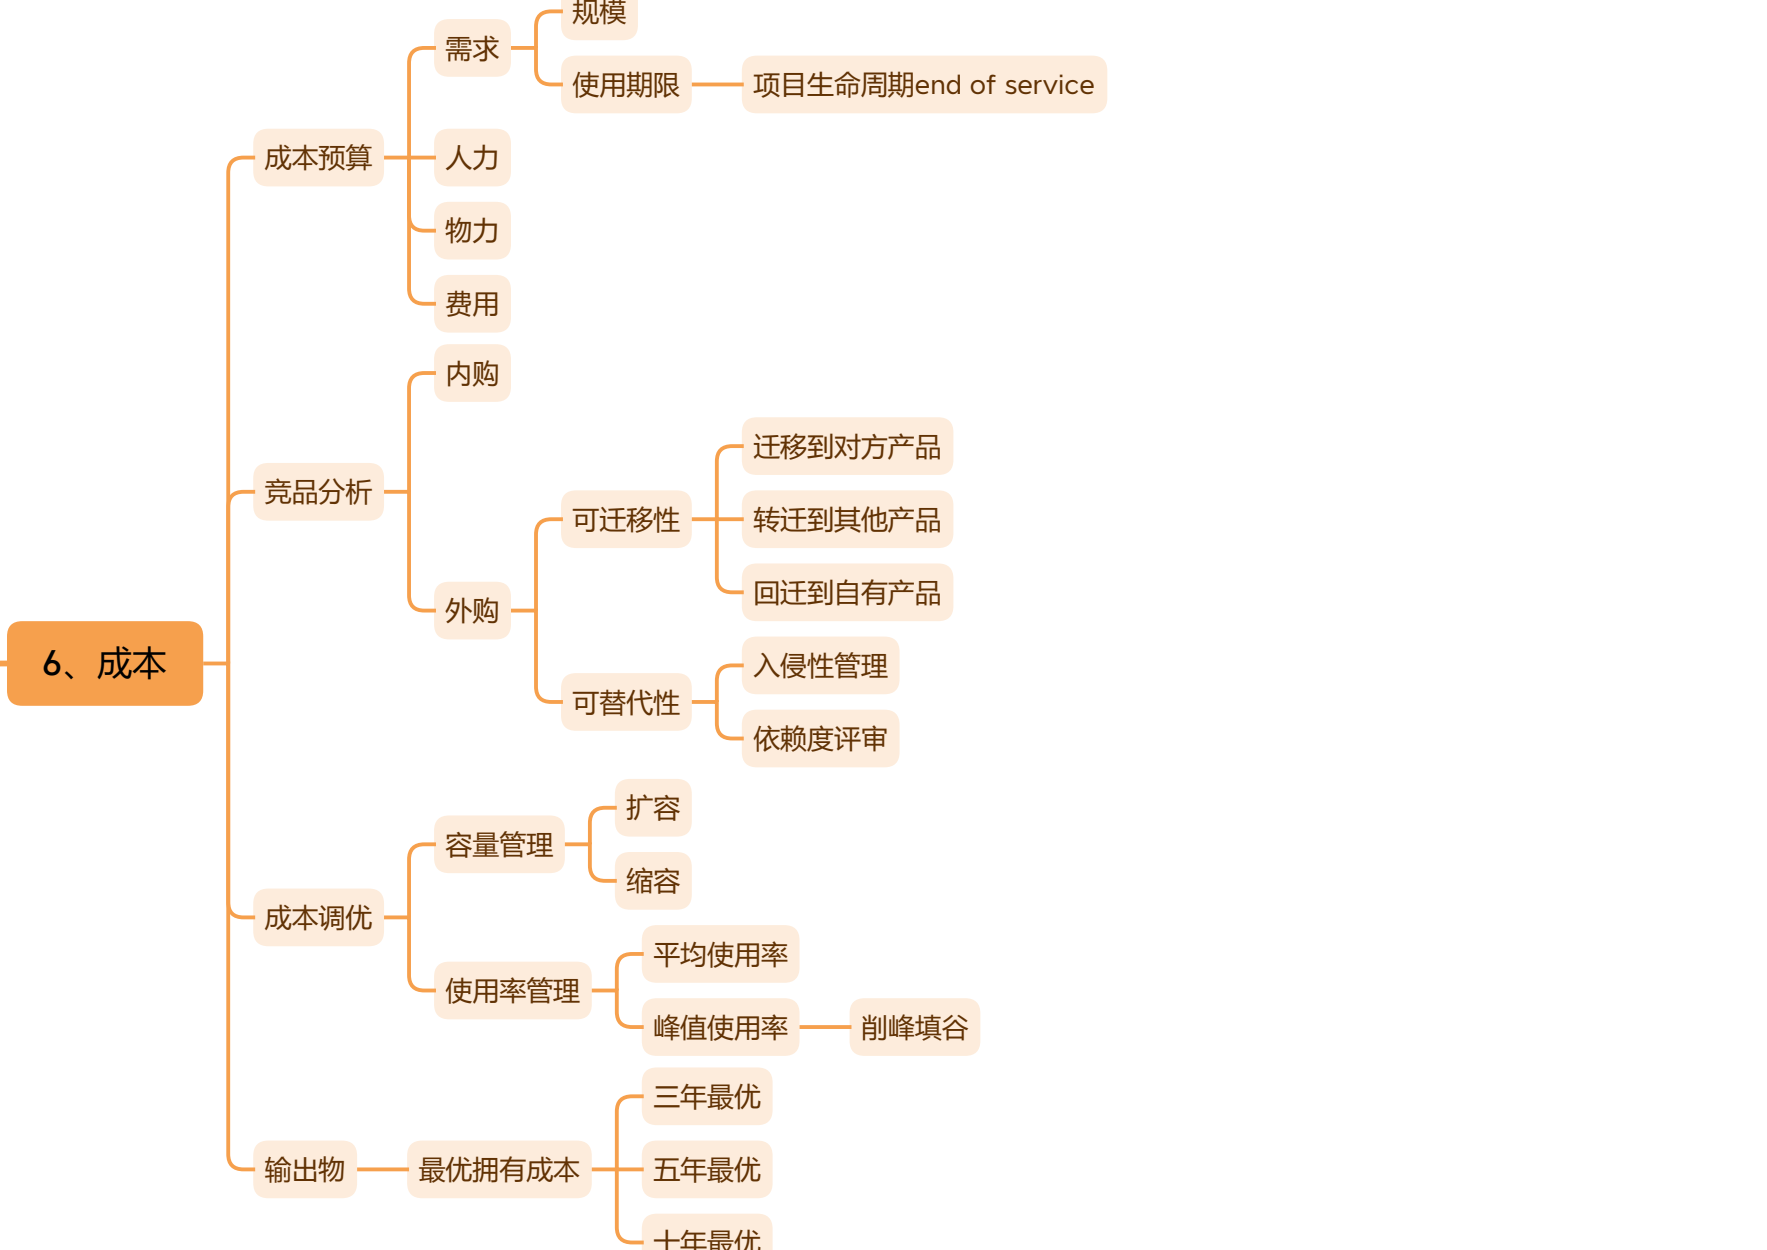 6、成本
成本预算
需求
规模
使用期限
项目生命周期end of service
人力
物力
费用
竞品分析
内购
外购
可迁移性
迁移到对方产品
转迁到其他产品
回迁到自有产品
可替代性
入侵性管理
依赖度评审
成本调优
容量管理
扩容
缩容
使用率管理
平均使用率
峰值使用率
削峰填谷
输出物
最优拥有成本
三年最优
五年最优
十年最优